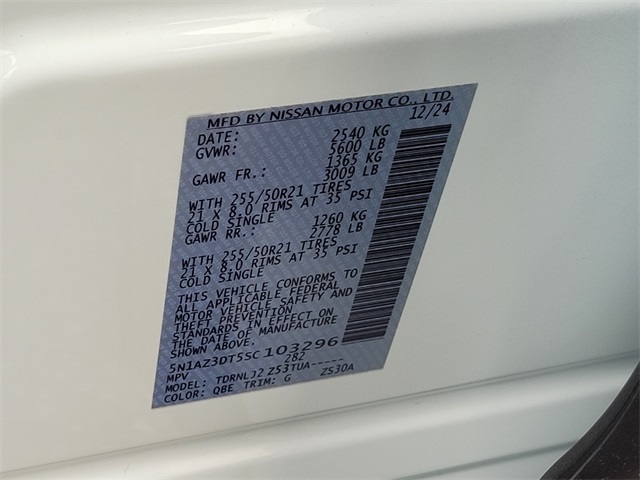 MFD BY NISSAN MOTOR CO., LTD.
DATE: 12/24
GVWR: 2540 KG
5600 LB
GAWR FR.: 1365 KG
3009 LB
WITH 255/50R21 TIRES
21 X 8.0 RIMS AT 35 PSI
COLD SINGLE
GAWR RR.: 1260 KG
2778 LB
WITH 255/50R21 TIRES
21 X 8.0 RIMS AT 35 PSI
COLD SINGLE
THIS VEHICLE CONFORMS TO
ALL APPLICABLE FEDERAL
MOTOR VEHICLE SAFETY AND
THEFT PREVENTION
STANDARDS IN EFFECT ON
THE DATE OF MANUFACTURE
SHOWN ABOVE.
5N1AZ3DT5SC103296
MPV 282
MODEL: TDRNLJ2 Z53TUA-----
COLOR: QBE TRIM: G Z530A